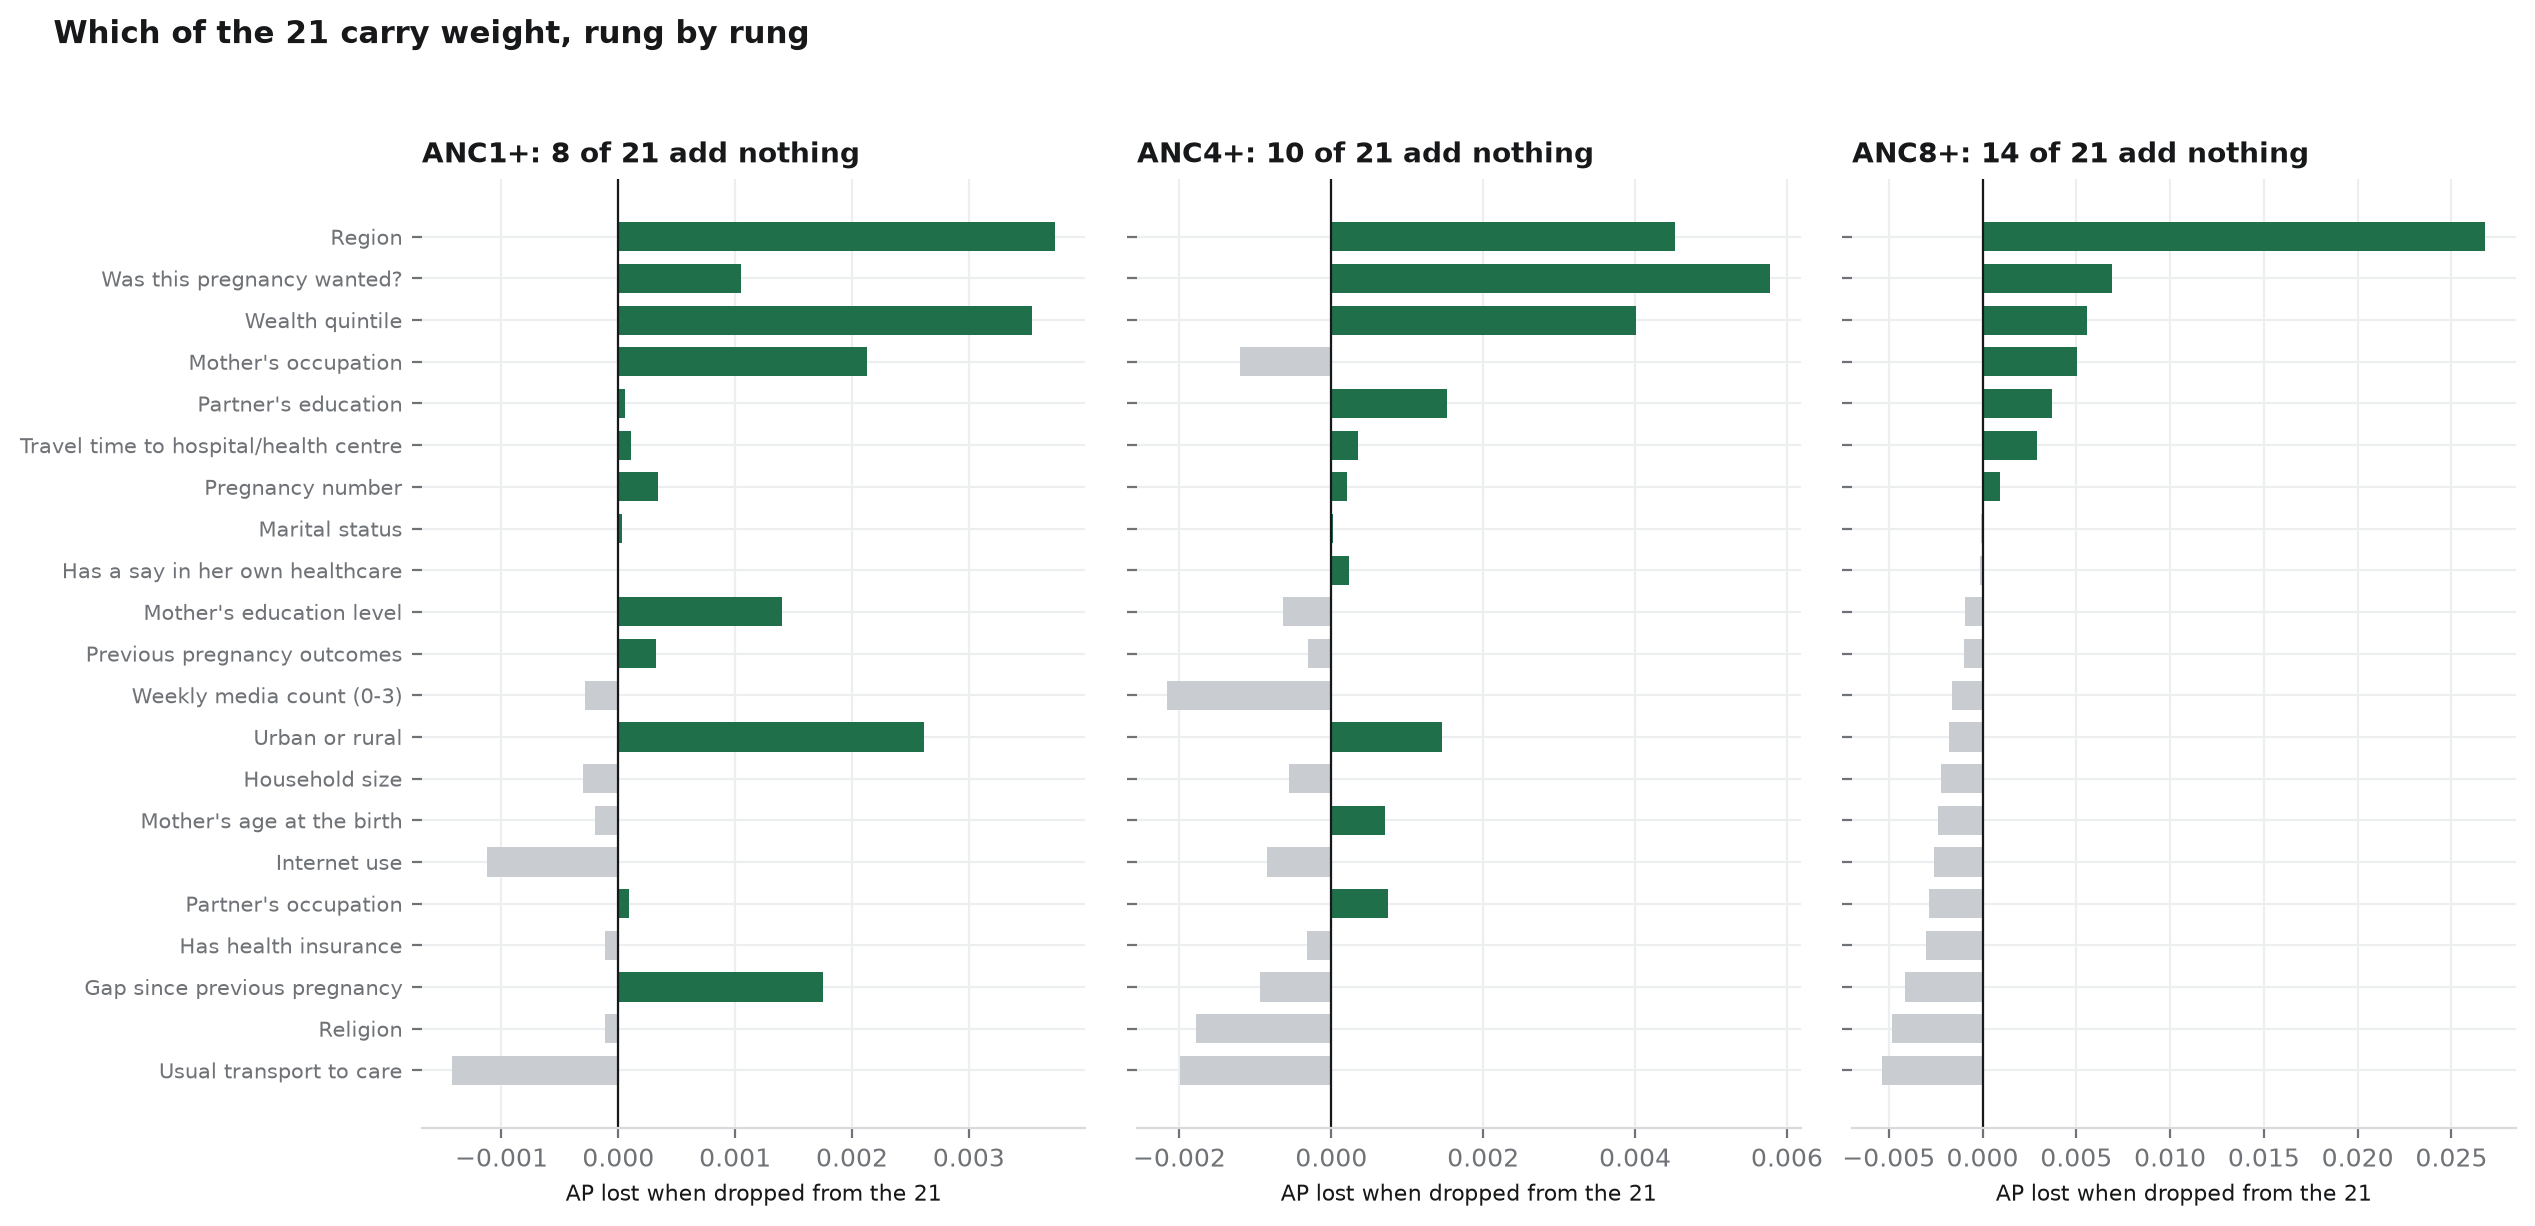 Which of the 21 carry weight, rung by rung
ANC1+: 8 of 21 add nothing
ANC4+: 10 of 21 add nothing
ANC8+: 14 of 21 add nothing
Region
Was this pregnancy wanted?
Wealth quintile
Mother's occupation
Partner's education
Travel time to hospital/health centre
Pregnancy number
Marital status
Has a say in her own healthcare
Mother's education level
Previous pregnancy outcomes
Weekly media count (0-3)
Urban or rural
Household size
Mother's age at the birth
Internet use
Partner's occupation
Has health insurance
Gap since previous pregnancy
Religion
Usual transport to care
−0.001 0.000 0.001 0.002 0.003
−0.002 0.000 0.002 0.004 0.006
−0.005 0.000 0.005 0.010 0.015 0.020 0.025
AP lost when dropped from the 21
AP lost when dropped from the 21
AP lost when dropped from the 21